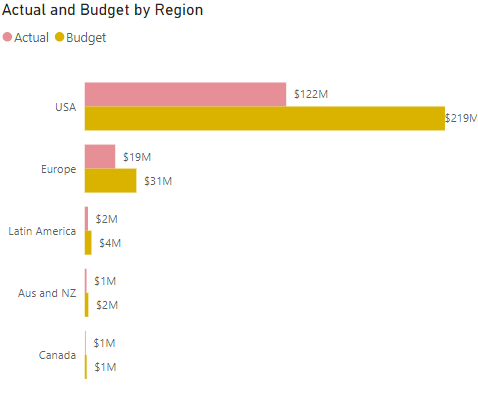 Actual and Budget by Region
Actual Budget
USA $122M
$219M
Europe $19M
$31M
Latin America $2M
$4M
Aus and NZ $1M
$2M
Canada $1M
$1M